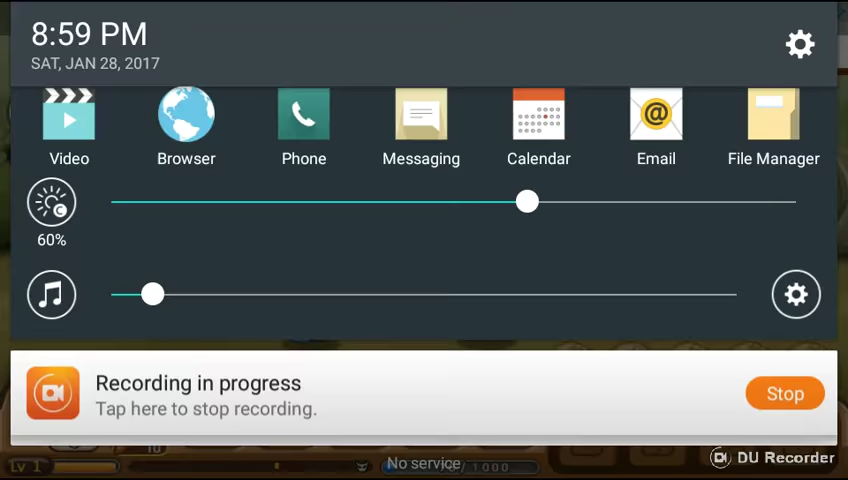 8:59 PM
SAT, JAN 28, 2017
Video
Browser
Phone
Messaging
Calendar
Email
File Manager
60%
Recording in progress
Tap here to stop recording.
Stop
Lv 1
No service
/1000
DU Recorder